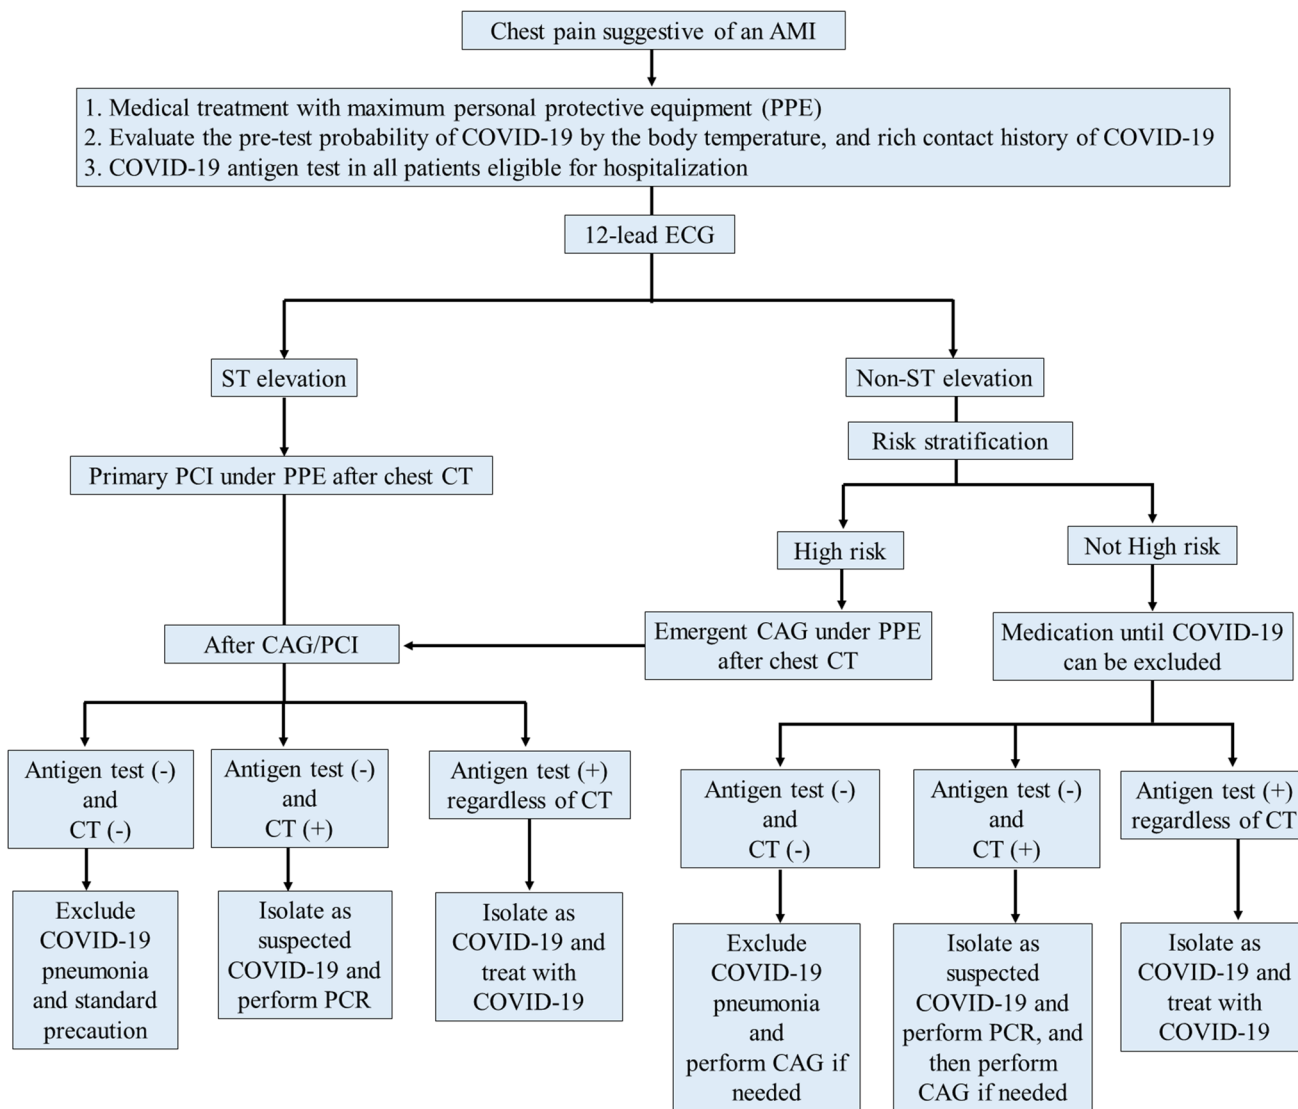 Chest pain suggestive of an AMI
1. Medical treatment with maximum personal protective equipment (PPE)
2. Evaluate the pre-test probability of COVID-19 by the body temperature, and rich contact history of COVID-19
3. COVID-19 antigen test in all patients eligible for hospitalization
12-lead ECG
ST elevation
Non-ST elevation
Risk stratification
Primary PCI under PPE after chest CT
High risk
Not High risk
After CAG/PCI
Emergent CAG under PPE
after chest CT
Medication until COVID-19
can be excluded
Antigen test (-)
and
CT (-)
Antigen test (-)
and
CT (+)
Antigen test (+)
regardless of CT
Antigen test (-)
and
CT (-)
Antigen test (-)
and
CT (+)
Antigen test (+)
regardless of CT
Exclude
COVID-19
pneumonia
and standard
precaution
Isolate as
suspected
COVID-19 and
perform PCR
Isolate as
COVID-19 and
treat with
COVID-19
Exclude
COVID-19
pneumonia
and
perform CAG if
needed
Isolate as
suspected
COVID-19 and
perform PCR, and
then perform
CAG if needed
Isolate as
COVID-19 and
treat with
COVID-19